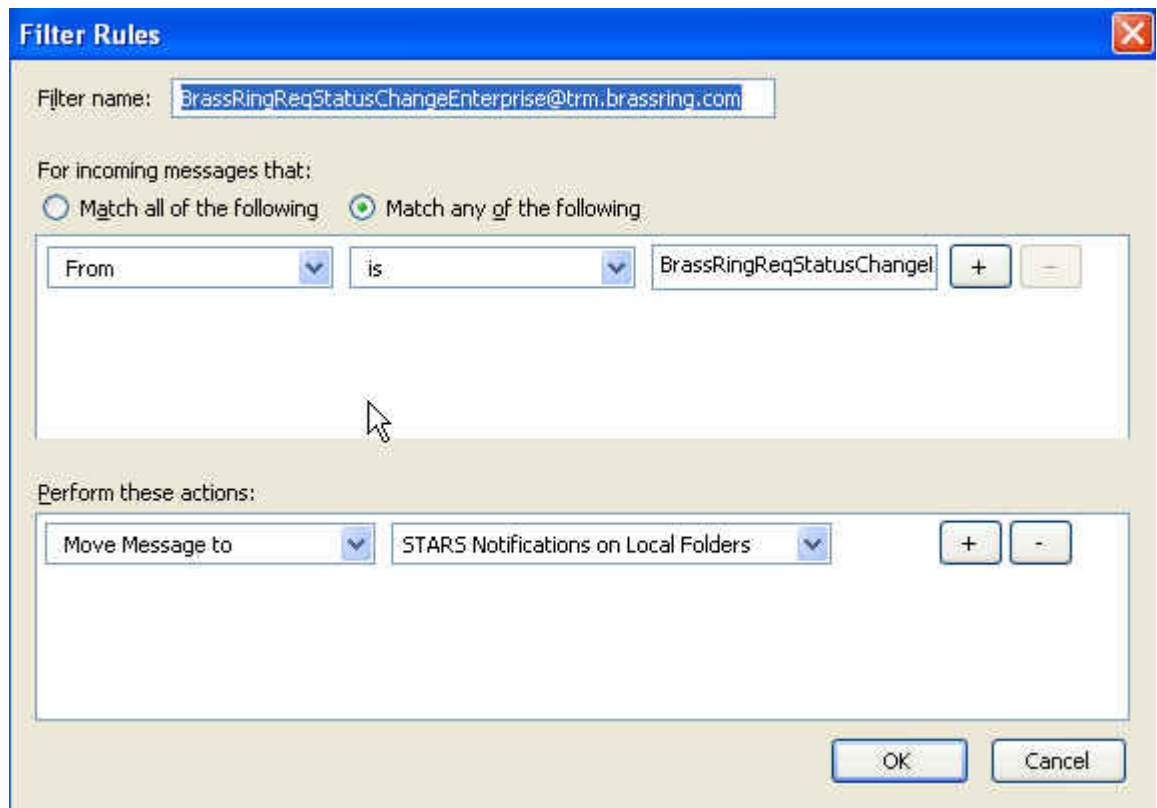 Filter Rules
Filter name: BrassRingReqStatusChangeEnterprise@trm.brassring.com
For incoming messages that:
Match all of the following Match any of the following
From is BrassRingReqStatusChangeI + -
Perform these actions:
Move Message to STARS Notifications on Local Folders + -
OK Cancel